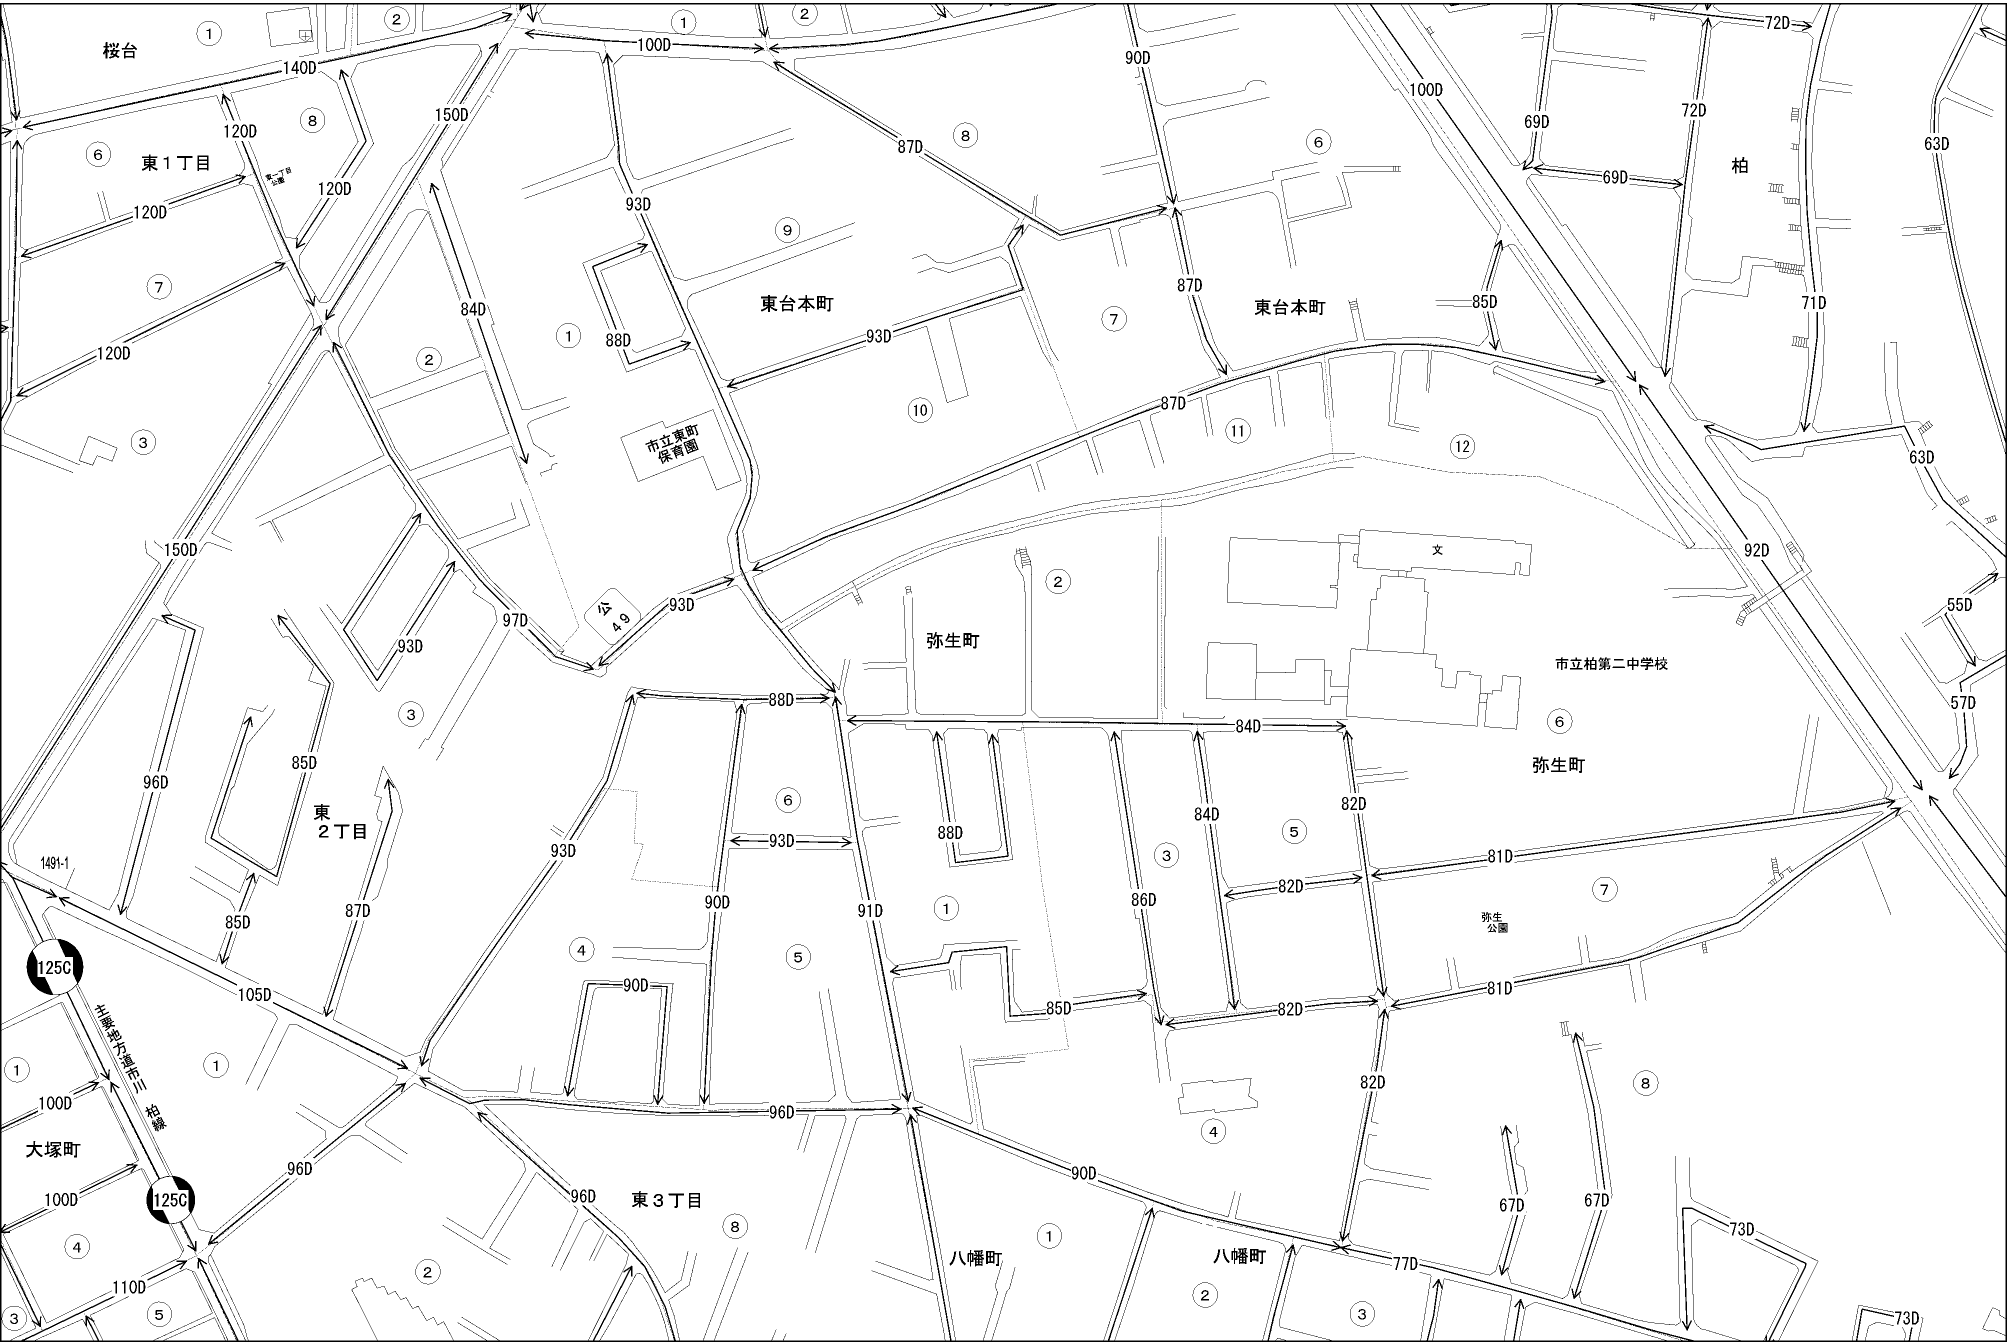 桜台
1
2
1
2
100D
140D
90D
100D
72D
72D
150D
120D
8
8
6
69D
63D
6
東1丁目
東一丁目
公園
120D
87D
69D
柏
120D
93D
9
7
84D
東台本町
87D
東台本町
85D
71D
1
88D
93D
7
120D
2
10
87D
11
12
3
市立東町
保育園
63D
150D
文
92D
2
公
49
93D
97D
93D
弥生町
55D
市立柏第二中学校
88D
3
84D
6
57D
96D
85D
東
2丁目
弥生町
6
88D
84D
82D
5
93D
93D
3
81D
1491-1
82D
87D
85D
90D
91D
1
86D
7
弥生
公園
4
5
125C
105D
90D
85D
82D
81D
主要地方道市川
柏線
1
1
82D
8
100D
96D
4
大塚町
90D
100D
125C
96D
96D
東3丁目
67D
67D
73D
8
1
4
八幡町
八幡町
77D
110D
2
2
3
3
5
73D